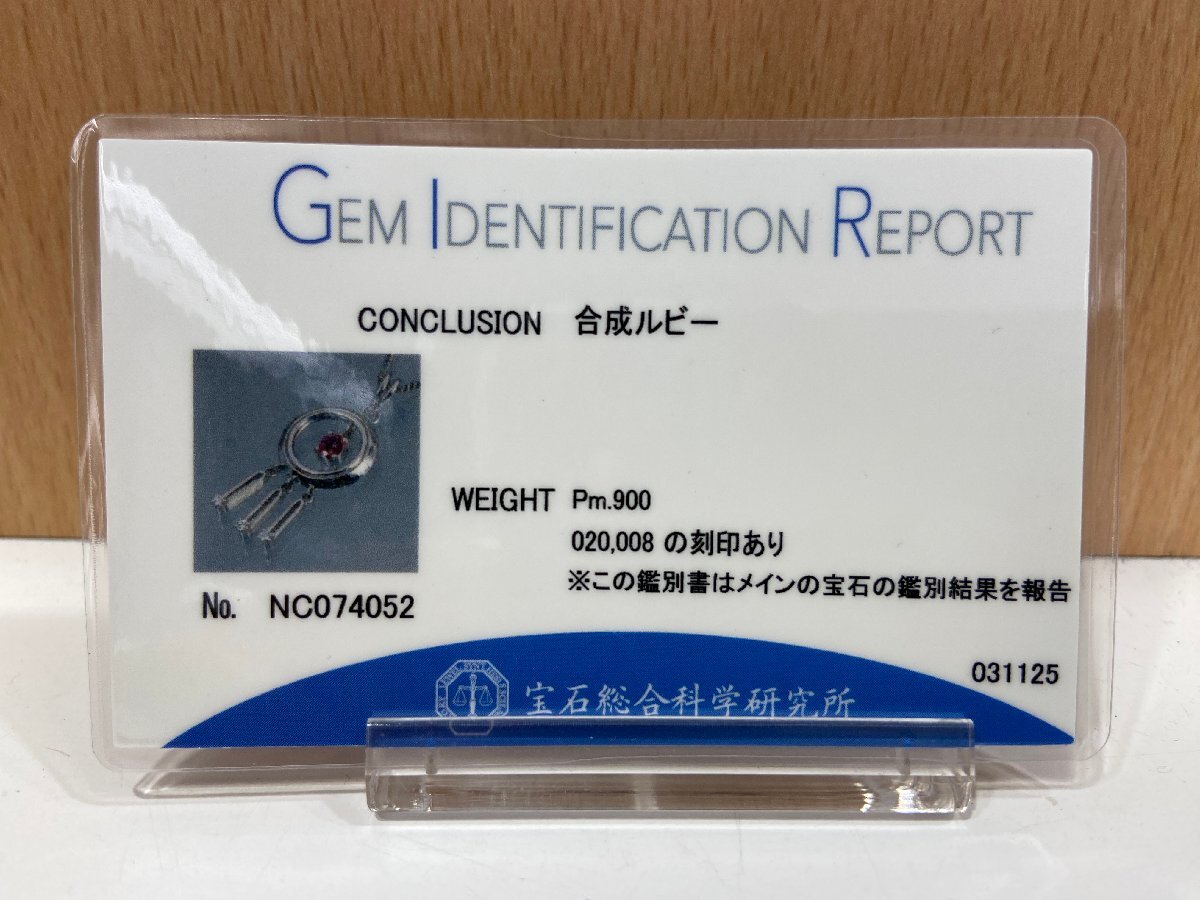 GEM IDENTIFICATION REPORT
CONCLUSION 合成ルビー
WEIGHT Pm.900
020,008 の刻印あり
※この鑑別書はメインの宝石の鑑別結果を報告
No. NC074052
031125
宝石総合科学研究所